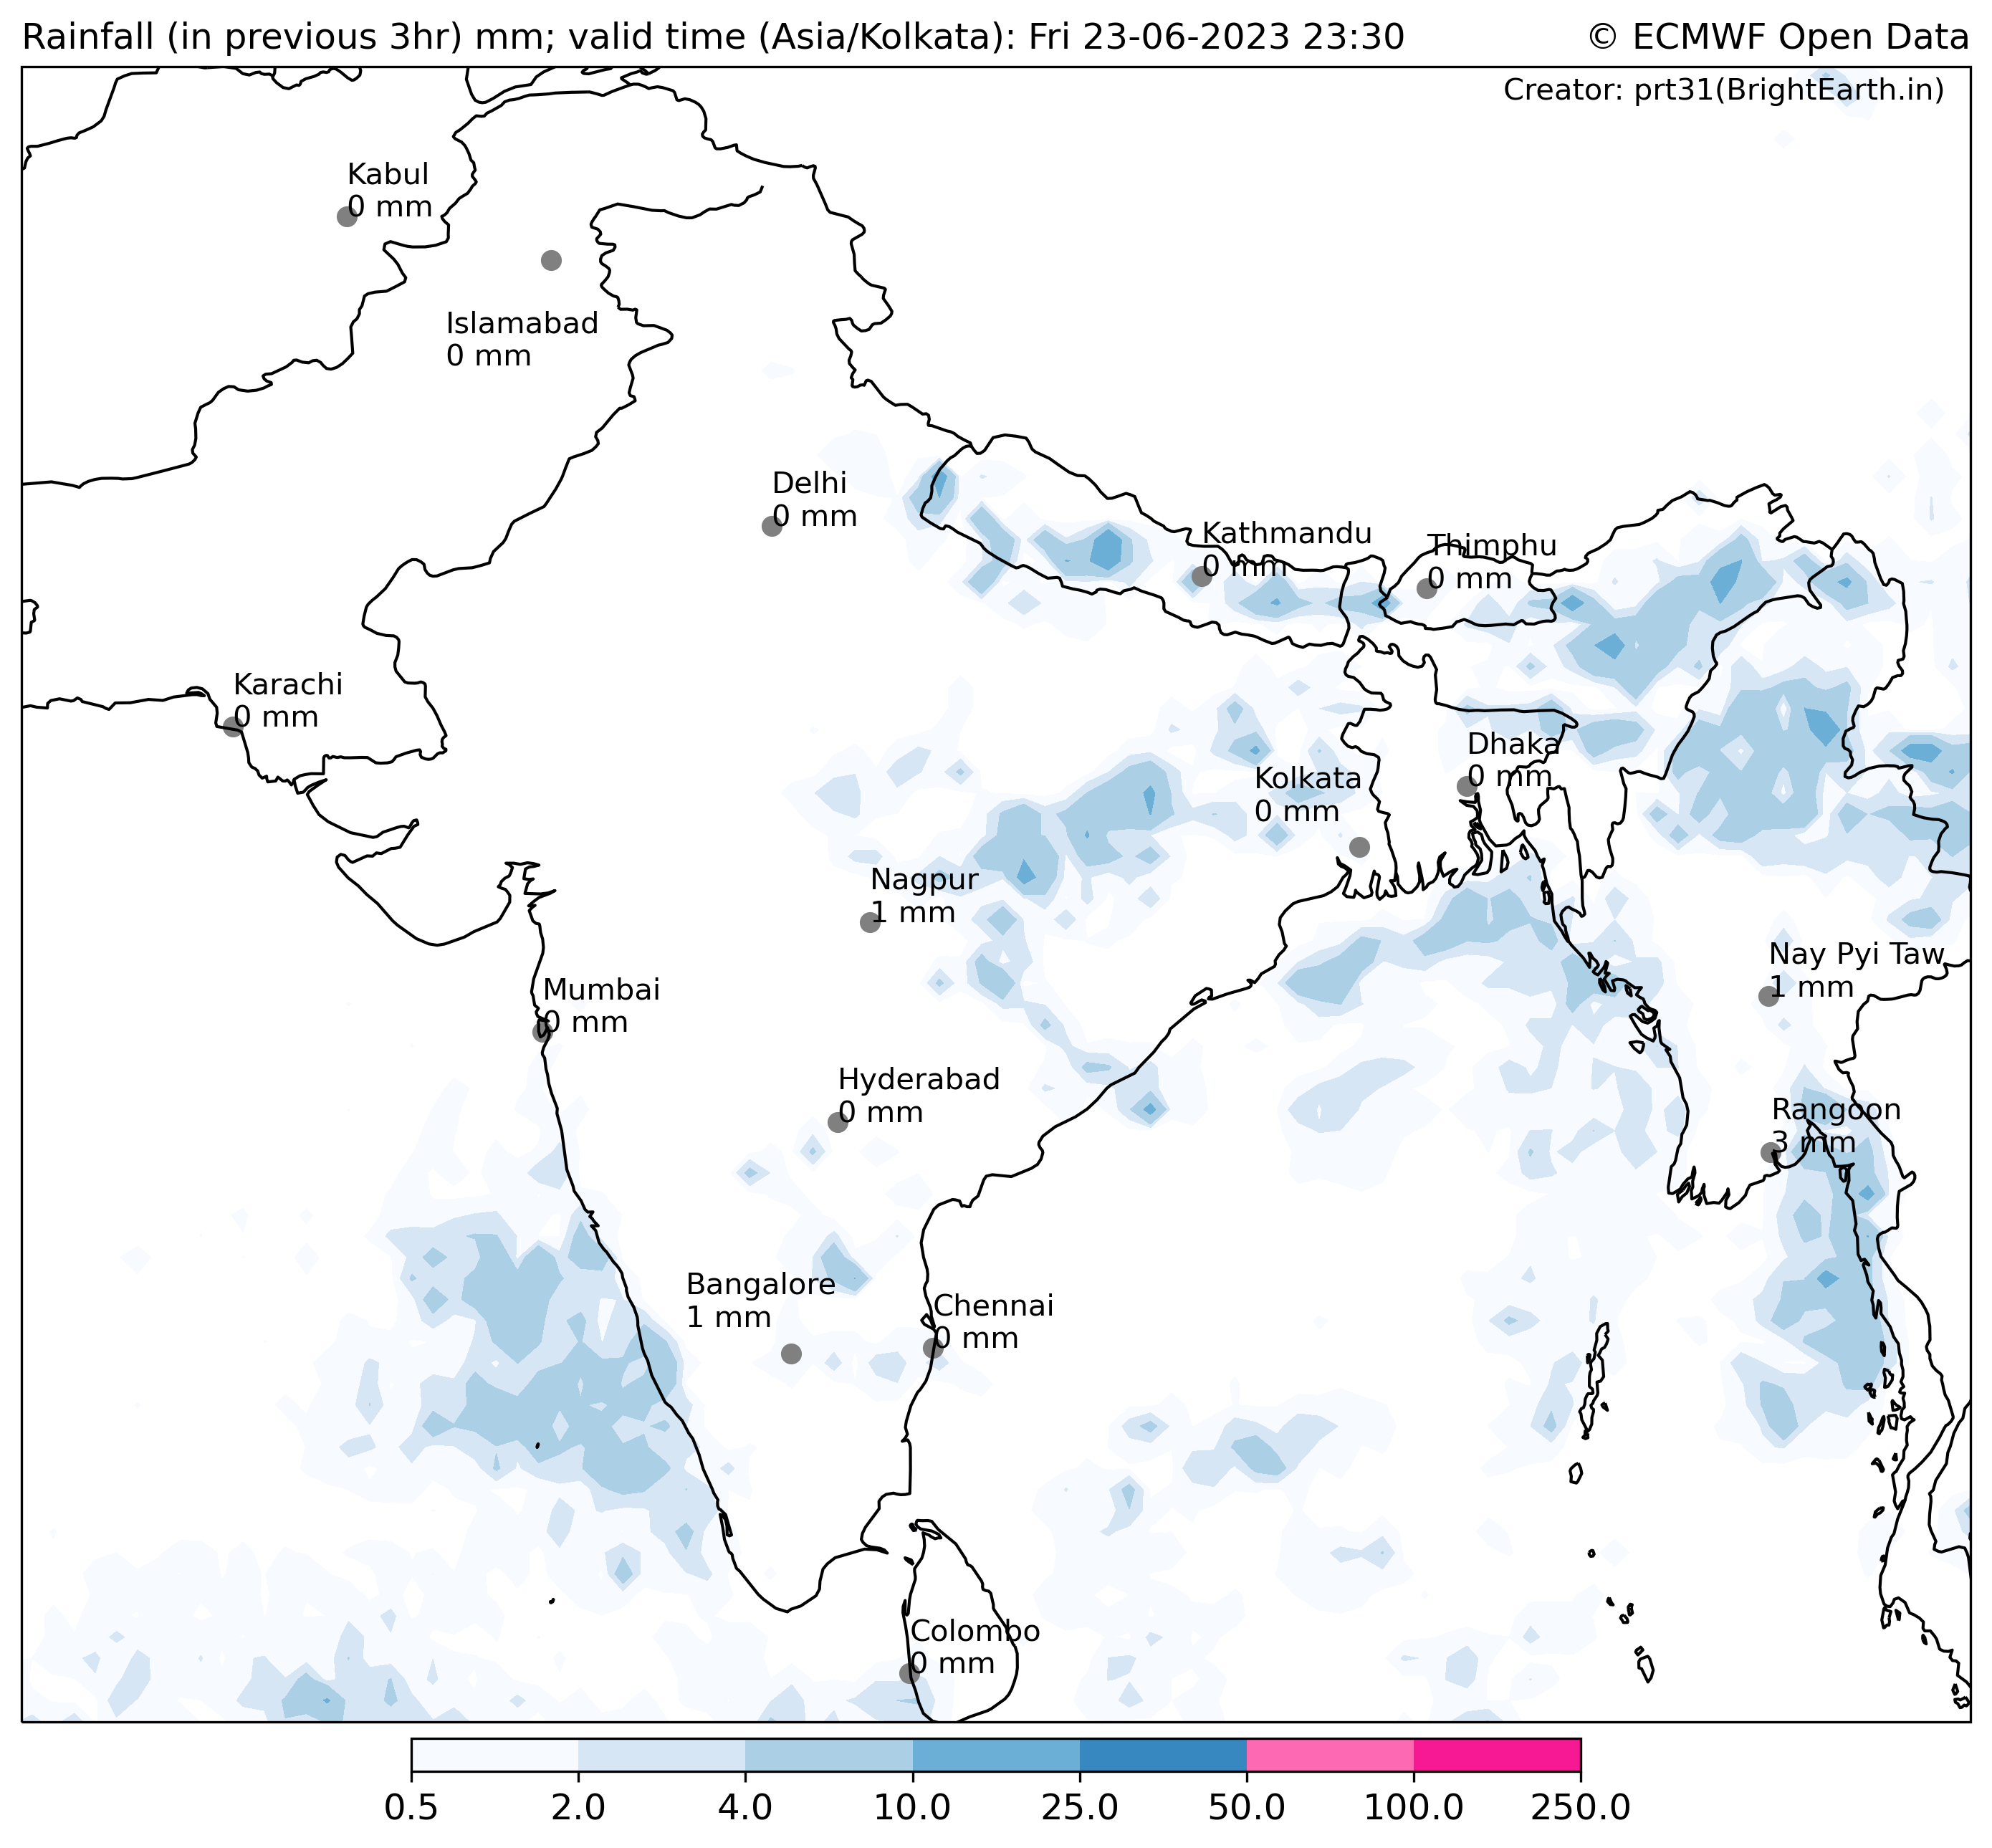 Rainfall (in previous 3hr) mm; valid time (Asia/Kolkata): Fri 23-06-2023 23:30
© ECMWF Open Data
Creator: prt31(BrightEarth.in)
Kabul
0 mm
Islamabad
0 mm
Delhi
0 mm
Kathmandu
0 mm
Thimphu
0 mm
Karachi
0 mm
Dhaka
0 mm
Kolkata
0 mm
Nagpur
1 mm
Nay Pyi Taw
1 mm
Mumbai
0 mm
Hyderabad
0 mm
Rangoon
3 mm
Bangalore
1 mm
Chennai
0 mm
Colombo
0 mm
0.5 2.0 4.0 10.0 25.0 50.0 100.0 250.0